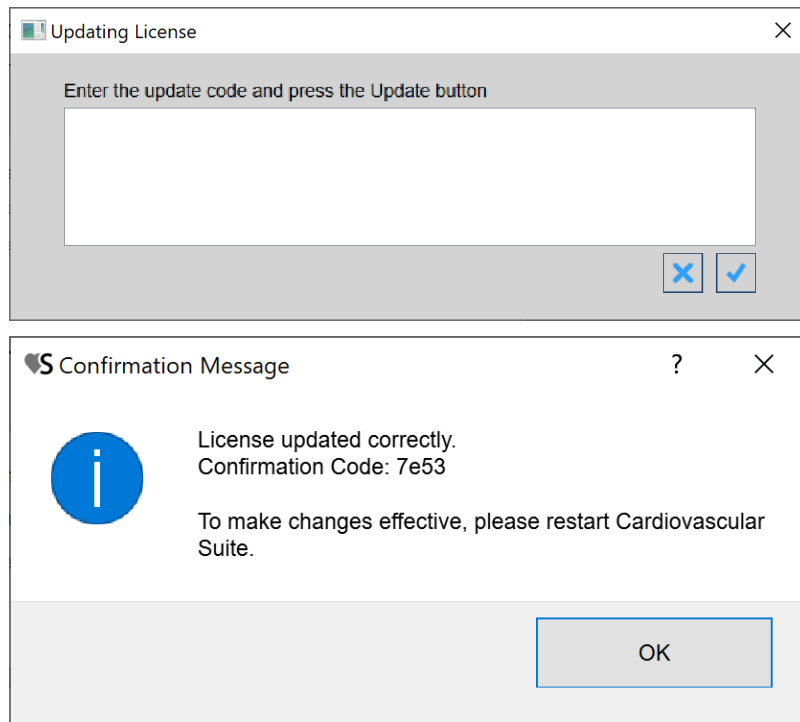 Updating License
Enter the update code and press the Update button
S Confirmation Message
?
License updated correctly.
Confirmation Code: 7e53
To make changes effective, please restart Cardiovascular
Suite.
OK